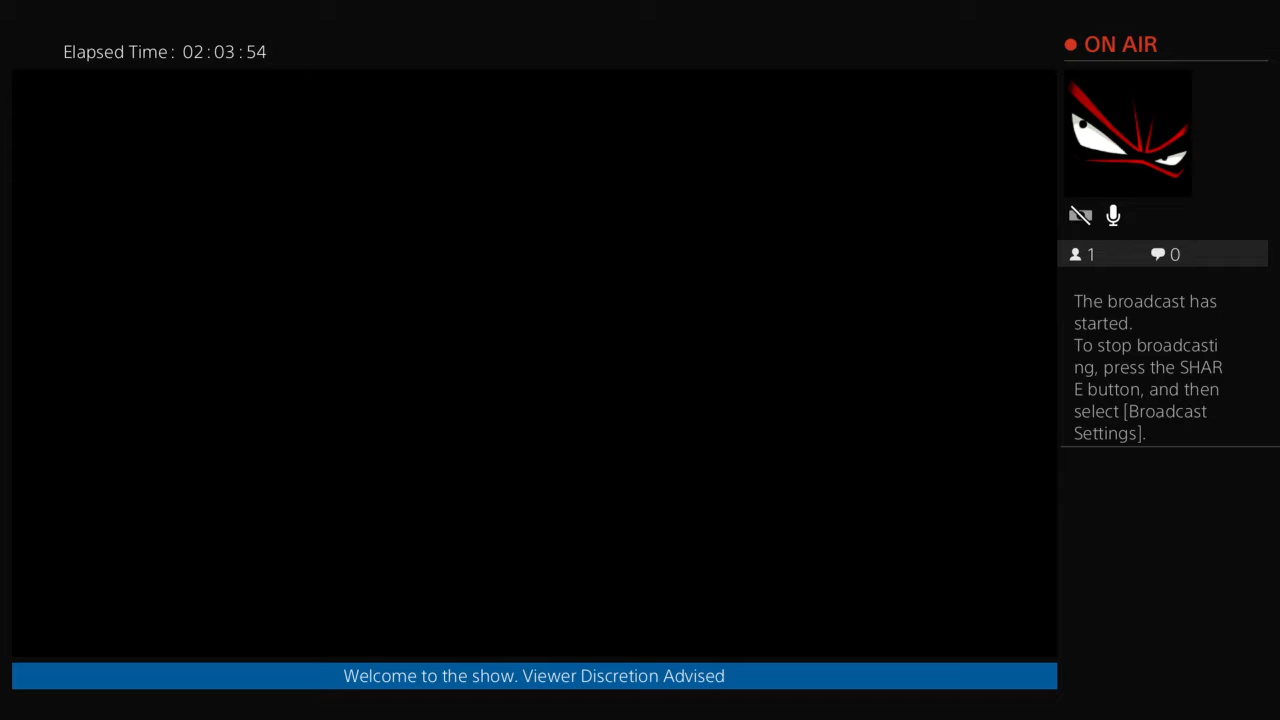 Elapsed Time: 02:03:54
ON AIR
1 0
The broadcast has
started.
To stop broadcasti
ng, press the SHAR
E button, and then
select [Broadcast
Settings].
Welcome to the show. Viewer Discretion Advised